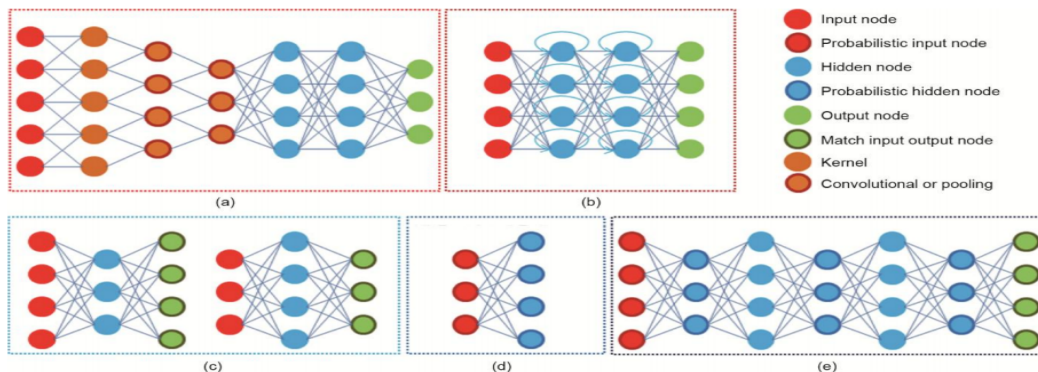 Input node
Probabilistic input node
Hidden node
Probabilistic hidden node
Output node
Match input output node
Kernel
Convolutional or pooling
(a)
(b)
(c)
(d)
(e)